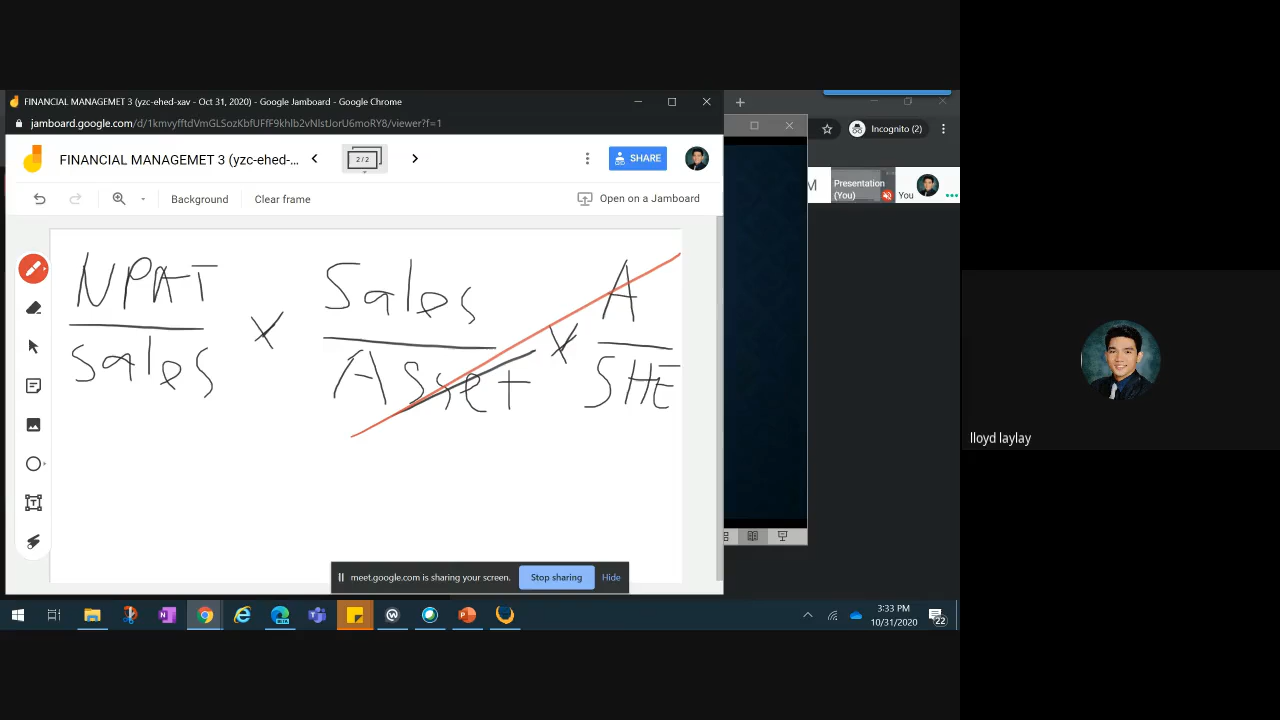 FINANCIAL MANAGEMET 3 (yzc-ehed-xav - Oct 31, 2020) - Google Jamboard - Google Chrome
jamboard.google.com/d/1kmvyfftdVmGLSozKbfUFfF9khlb2vNIstJorU6moRY8/viewer?f=1
Incognito (2)
FINANCIAL MANAGEMET 3 (yzc-ehed-...
2 / 2
SHARE
M
Presentation
(You)
You
Background
Clear frame
Open on a Jamboard
NPAT
Sales
x
Sales
Asset
x
A
SHE
lloyd laylay
meet.google.com is sharing your screen.
Stop sharing
Hide
3:33 PM
10/31/2020
22